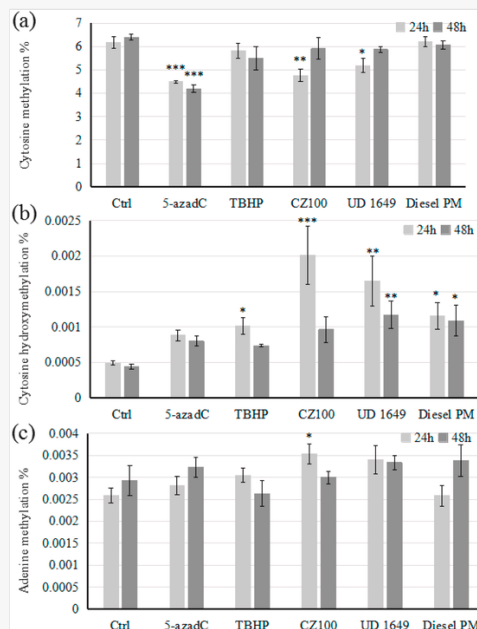 (a)
Cytosine methylation %
7
6
5
4
3
2
1
0
24h 48h
*** *** ** *
Ctrl 5-azadC TBHP CZ100 UD 1649 Diesel PM
(b)
Cytosine hydroxymethylation %
0.0025
0.002
0.0015
0.001
0.0005
0
24h 48h
* *** ** ** * *
Ctrl 5-azadC TBHP CZ100 UD 1649 Diesel PM
(c)
Adenine methylation %
0.004
0.0035
0.003
0.0025
0.002
0.0015
0.001
0.0005
0
24h 48h
*
Ctrl 5-azadC TBHP CZ100 UD 1649 Diesel PM